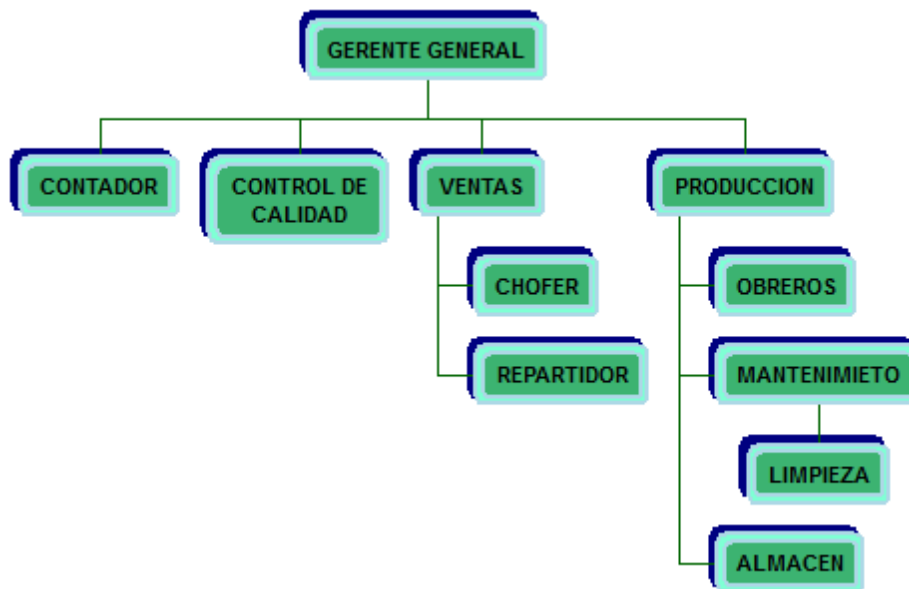 GERENTE GENERAL
CONTADOR
CONTROL DE
CALIDAD
VENTAS
PRODUCCION
CHOFER
OBREROS
REPARTIDOR
MANTENIMIETO
LIMPIEZA
ALMACEN